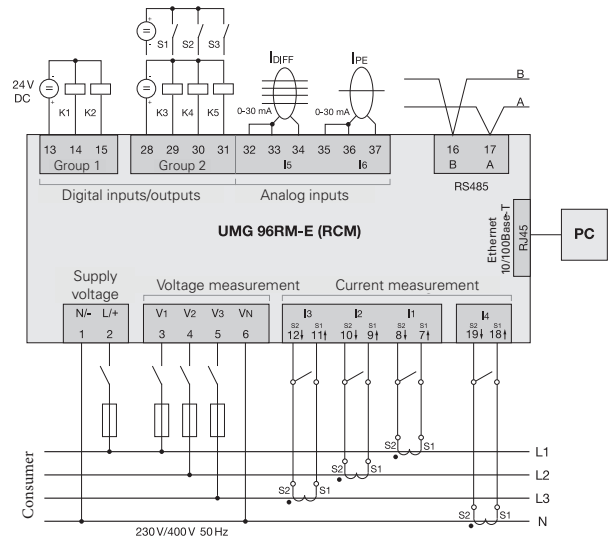 S1 S2 S3
IDIFF IPE
24 V
DC
K1 K2 K3 K4 K5
0-30 mA 0-30 mA
B
A
13 14 15 28 29 30 31 32 33 34 35 36 37 16 17
Group 1 Group 2 I5 I6 B A
RS485
Digital inputs/outputs Analog inputs
UMG 96RM-E (RCM)
Ethernet
10/100Base-T
RJ45
PC
Supply
voltage
Voltage measurement Current measurement
N/- L/+ V1 V2 V3 VN I3 I2 I1 I4
S2 S1 S2 S1 S2 S1 S2 S1
1 2 3 4 5 6 12 11 10 9 8 7 19 18
Consumer
S2 S1 L1
S2 S1 L2
S2 S1 L3
S2 S1 N
230 V/400 V 50 Hz